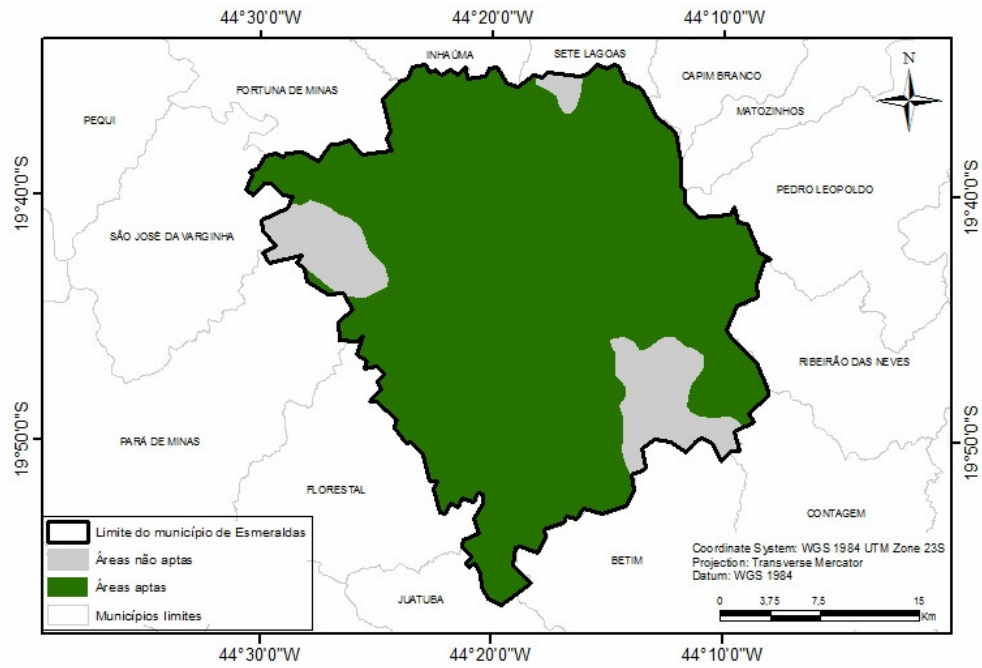 44°30'0"W 44°20'0"W 44°10'0"W
INHAÚMA
SETE LAGOAS
N
CAPIM BRANCO
FORTUNA DE MINAS
MATOZINHOS
PEQUI
PEDRO LEOPOLDO
19°40'0"S
19°40'0"S
SÃO JOSÉ DA VARGINHA
RIBEIRÃO DAS NEVES
PARÁ DE MINAS
19°50'0"S
19°50'0"S
FLORESTAL
CONTAGEM
BETIM
JUATUBA
Limite do município de Esmeraldas
Áreas não aptas
Áreas aptas
Municípios limites
Coordinate System: WGS 1984 UTM Zone 23S
Projection: Transverse Mercator
Datum: WGS 1984
0 3,75 7,5 15
Km
44°30'0"W 44°20'0"W 44°10'0"W